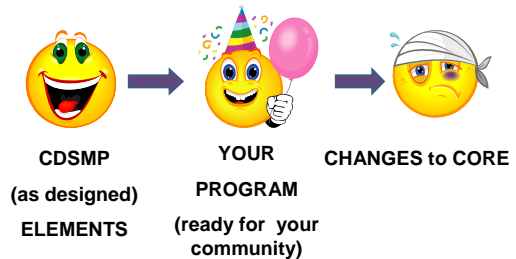 CDSMP
(as designed)
ELEMENTS
YOUR
PROGRAM
(ready for your
community)
CHANGES to CORE